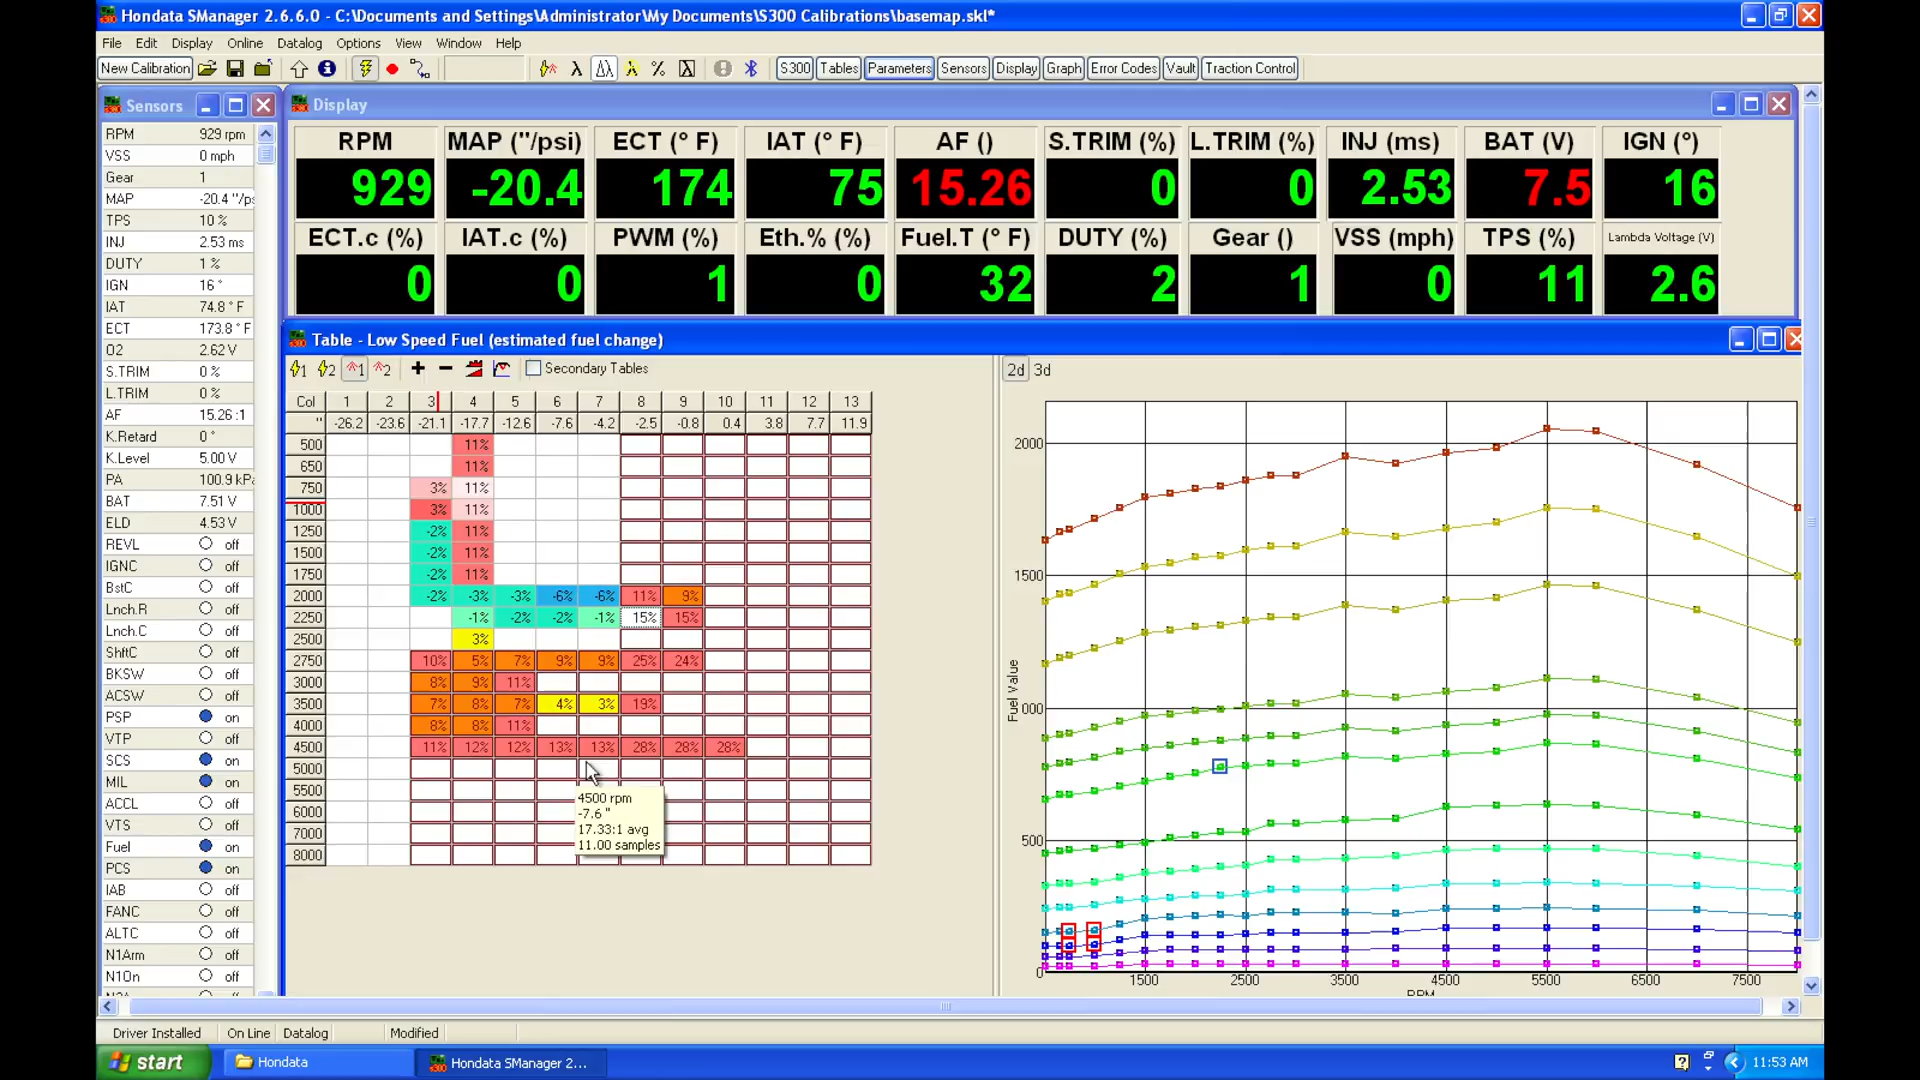 Hondata SManager 2.6.6.0 - C:\Documents and Settings\Administrator\My Documents\S300 Calibrations\basemap.skl*
File Edit Display Online Datalog Options View Window Help
New Calibration S300 Tables Parameters Sensors Display Graph Error Codes Vault Traction Control
Sensors
RPM 929 rpm
VSS 0 mph
Gear 1
MAP -20.4 "/ps
TPS 10 %
INJ 2.53 ms
DUTY 1 %
IGN 16 °
IAT 74.8 ° F
ECT 173.8 ° F
O2 2.62 V
S.TRIM 0 %
L.TRIM 0 %
AF 15.26 :1
K.Retard 0 °
K.Level 5.00 V
PA 100.9 kPa
BAT 7.51 V
ELD 4.53 V
REVL off
IGNC off
BstC off
Lnch.R off
Lnch.C off
ShftC off
BKSW off
ACSW off
PSP on
VTP off
SCS on
MIL on
ACCL off
VTS off
Fuel on
PCS on
IAB off
FANC off
ALTC off
N1Arm off
N1On off
Display
RPM MAP ("/psi) ECT (° F) IAT (° F) AF () S.TRIM (%) L.TRIM (%) INJ (ms) BAT (V) IGN (°)
929 -20.4 174 75 15.26 0 0 2.53 7.5 16
ECT.c (%) IAT.c (%) PWM (%) Eth.% (%) Fuel.T (° F) DUTY (%) Gear () VSS (mph) TPS (%) Lambda Voltage (V)
0 0 1 0 32 2 1 0 11 2.6
Table - Low Speed Fuel (estimated fuel change)
1 2 1 2 Secondary Tables
Col 1 2 3 4 5 6 7 8 9 10 11 12 13
" -26.2 -23.6 -21.1 -17.7 -12.6 -7.6 -4.2 -2.5 -0.8 0.4 3.8 7.7 11.9
500 11%
650 11%
750 3% 11%
1000 3% 11%
1250 -2% 11%
1500 -2% 11%
1750 -2% 11%
2000 -2% -3% -3% -6% -6% 11% 9%
2250 -1% -2% -2% -1% 15% 15%
2500 3%
2750 10% 5% 7% 9% 9% 25% 24%
3000 8% 9% 11%
3500 7% 8% 7% 4% 3% 19%
4000 8% 8% 11%
4500 11% 12% 12% 13% 13% 28% 28% 28%
5000
5500
6000
7000
8000
4500 rpm
-7.6 "
17.33:1 avg
11.00 samples
2d 3d
2000
1500
000
500
0
Fuel Value
1500 2500 3500 4500 5500 6500 7500
RPM
Driver Installed On Line Datalog Modified
start Hondata Hondata SManager 2... 11:53 AM